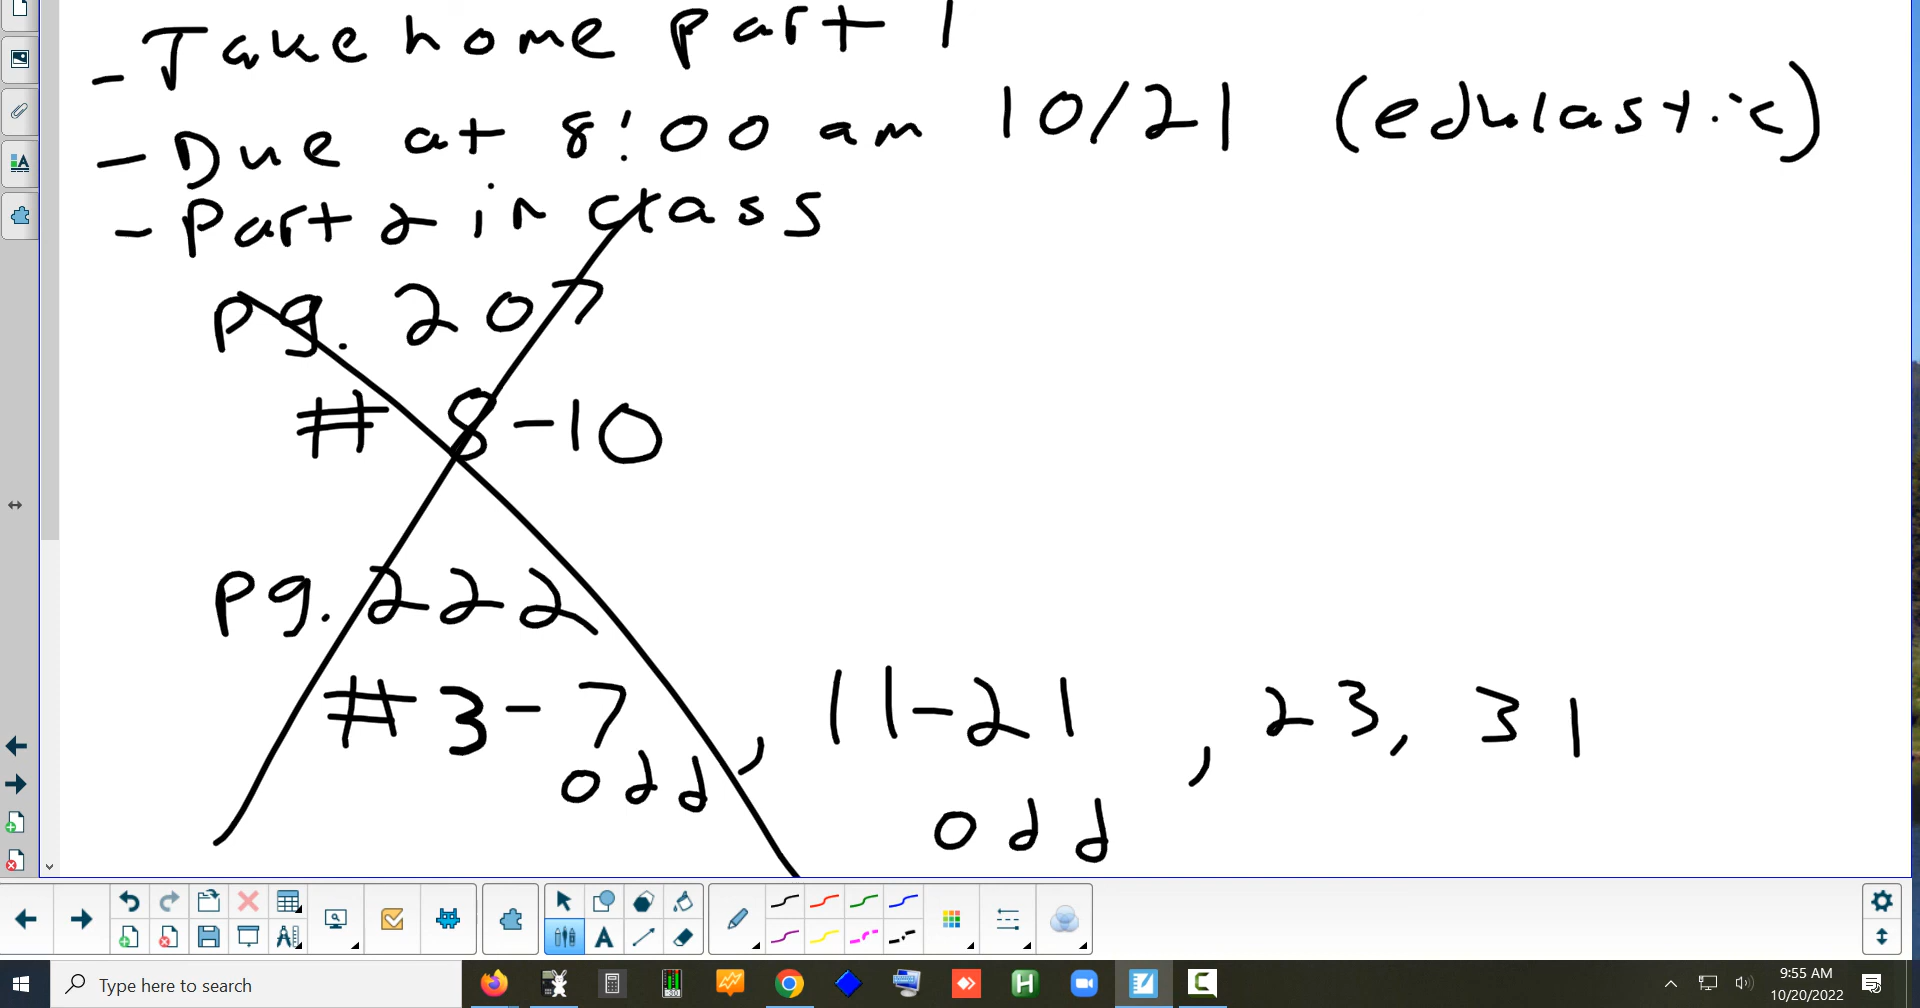 - Take home part 1
- Due at 8:00 am 10/21 (edulastic)
- Part 2 in class
pg. 207
# 8-10
pg. 222
#3-7 odd, 11-21 odd, 23, 31
Type here to search
9:55 AM
10/20/2022